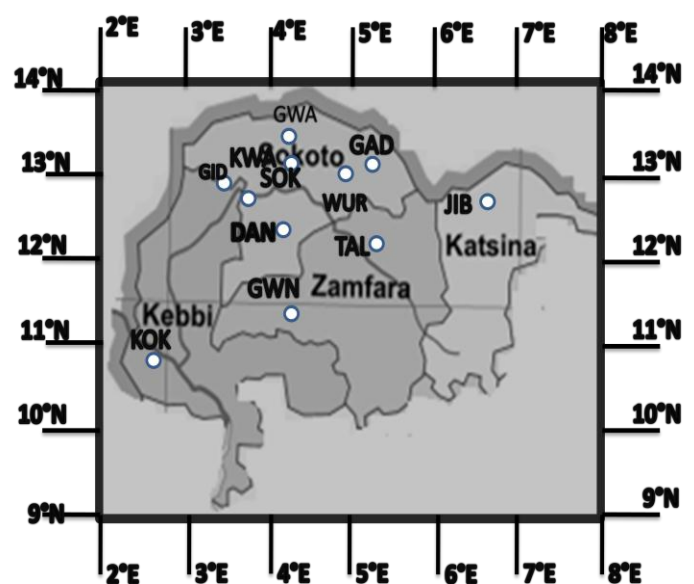 2°E 3°E 4°E 5°E 6°E 7°E 8°E
14°N 14°N
GWA
Sokoto
KWA GAD
13°N 13°N
GID SOK
WUR JIB
DAN TAL Katsina
12°N 12°N
GWN Zamfara
Kebbi
11°N 11°N
KOK
10°N 10°N
9°N 9°N
2°E 3°E 4°E 5°E 6°E 7°E 8°E